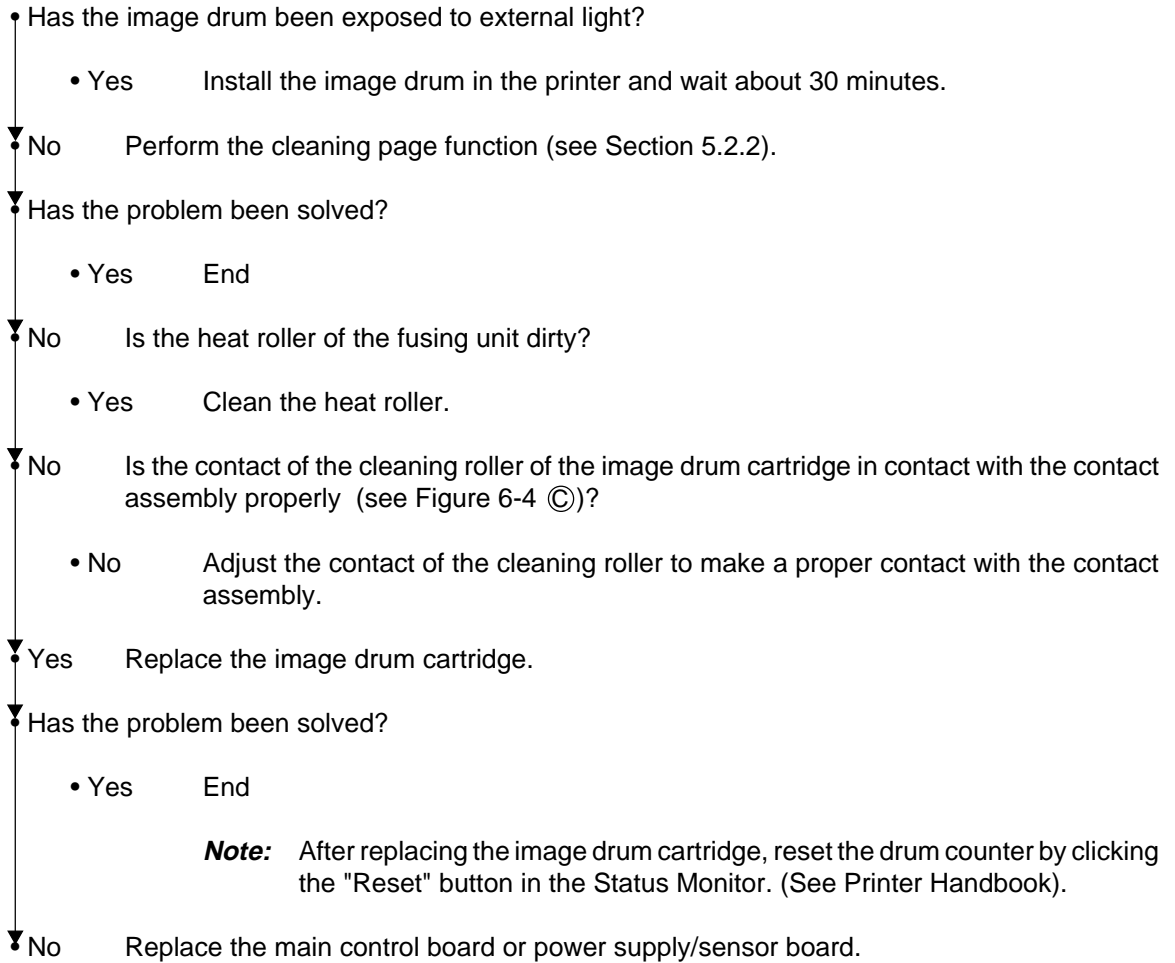 • Has the image drum been exposed to external light?
• Yes Install the image drum in the printer and wait about 30 minutes.
• No Perform the cleaning page function (see Section 5.2.2).
• Has the problem been solved?
• Yes End
• No Is the heat roller of the fusing unit dirty?
• Yes Clean the heat roller.
• No Is the contact of the cleaning roller of the image drum cartridge in contact with the contact
assembly properly (see Figure 6-4 Ⓒ)?
• No Adjust the contact of the cleaning roller to make a proper contact with the contact
assembly.
• Yes Replace the image drum cartridge.
• Has the problem been solved?
• Yes End
Note: After replacing the image drum cartridge, reset the drum counter by clicking
the "Reset" button in the Status Monitor. (See Printer Handbook).
• No Replace the main control board or power supply/sensor board.